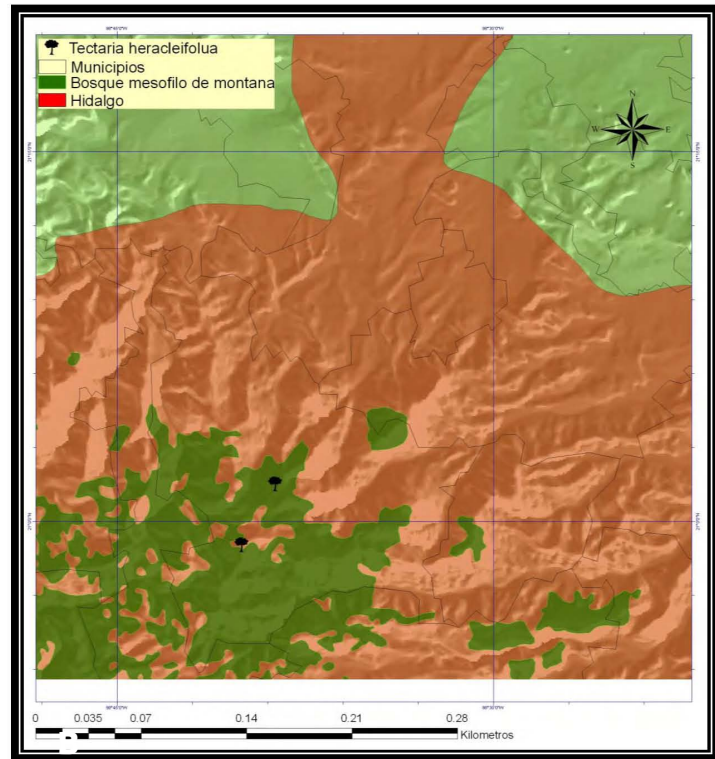 Tectaria heracleifolua
Municipios
Bosque mesofilo de montana
Hidalgo
N
W E
S
0 0.035 0.07 0.14 0.21 0.28
Kilometros
B